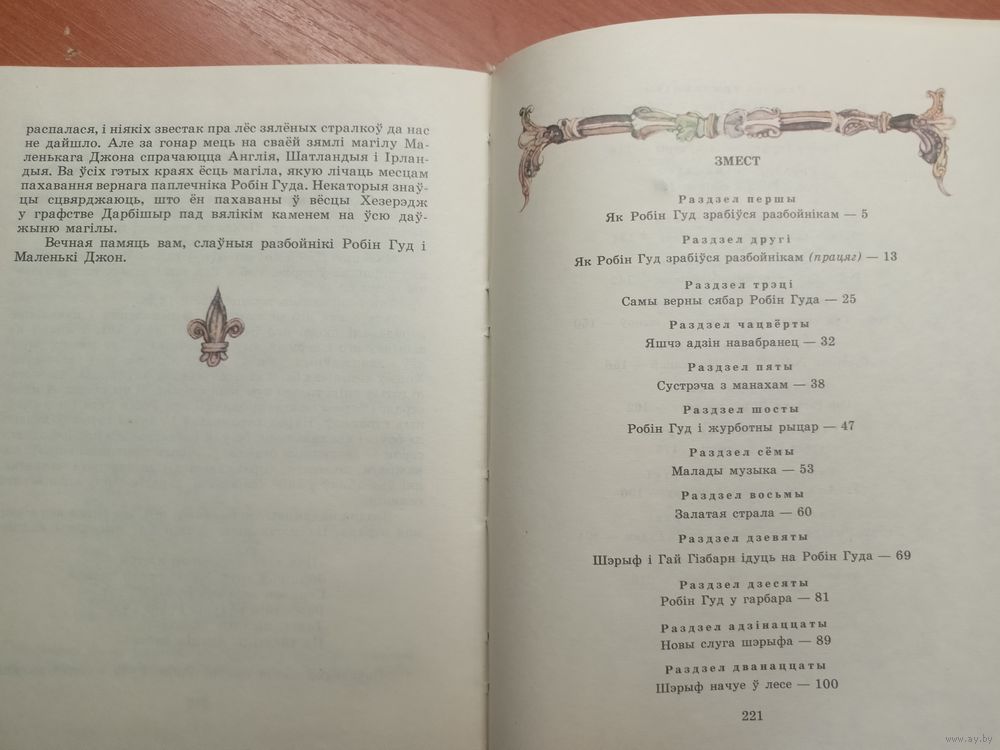 распалася, і ніякіх звестак пра лёс зялёных стралкоў да нас
не дайшло. Але за гонар мець на сваёй зямлі магілу Ма-
ленькага Джона спрачаюцца Англія, Шатландыя і Ірлан-
дыя. Ва ўсіх гэтых краях ёсць магіла, якую лічаць месцам
пахавання вернага паплечніка Робін Гуда. Некаторыя знаў-
цы сцвярджаюць, што ён пахаваны ў вёсцы Хезерэдж
у графстве Дарбішыр пад вялікім каменем на ўсю даў-
жыню магілы.
Вечная памяць вам, слаўныя разбойнікі Робін Гуд і
Маленькі Джон.
ЗМЕСТ
Раздзел першы
Як Робін Гуд зрабіўся разбойнікам — 5
Раздзел другі
Як Робін Гуд зрабіўся разбойнікам (працяг) — 13
Раздзел трэці
Самы верны сябар Робін Гуда — 25
Раздзел чацвёрты
Яшчэ адзін навабранец — 32
Раздзел пяты
Сустрэча з манахам — 38
Раздзел шосты
Робін Гуд і журботны рыцар — 47
Раздзел сёмы
Малады музыка — 53
Раздзел восьмы
Залатая страла — 60
Раздзел дзевяты
Шэрыф і Гай Гізбарн ідуць на Робін Гуда — 69
Раздзел дзесяты
Робін Гуд у гарбара — 81
Раздзел адзінаццаты
Новы слуга шэрыфа — 89
Раздзел дванаццаты
Шэрыф начуе ў лесе — 100
221
www.ay.by